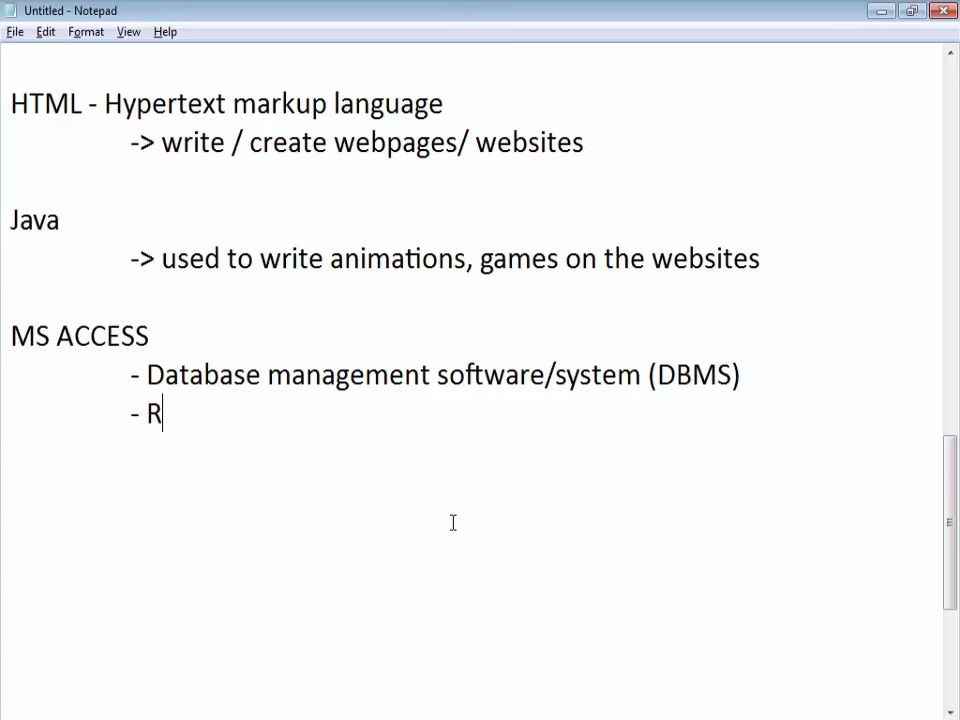 Untitled - Notepad
File Edit Format View Help
HTML - Hypertext markup language
-> write / create webpages/ websites
Java
-> used to write animations, games on the websites
MS ACCESS
- Database management software/system (DBMS)
- R